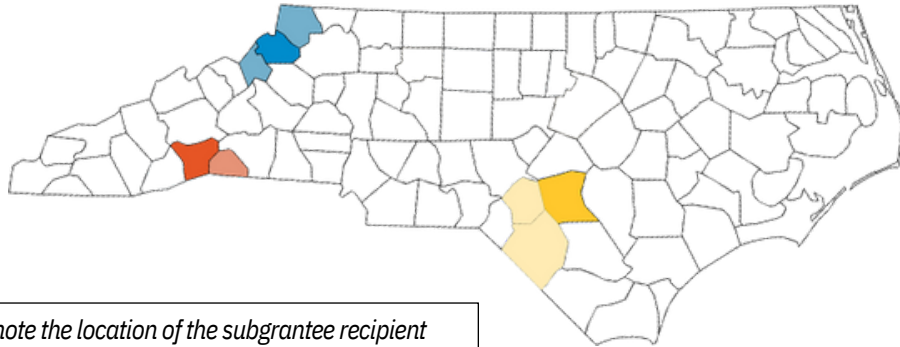 note the location of the subgrantee recipient